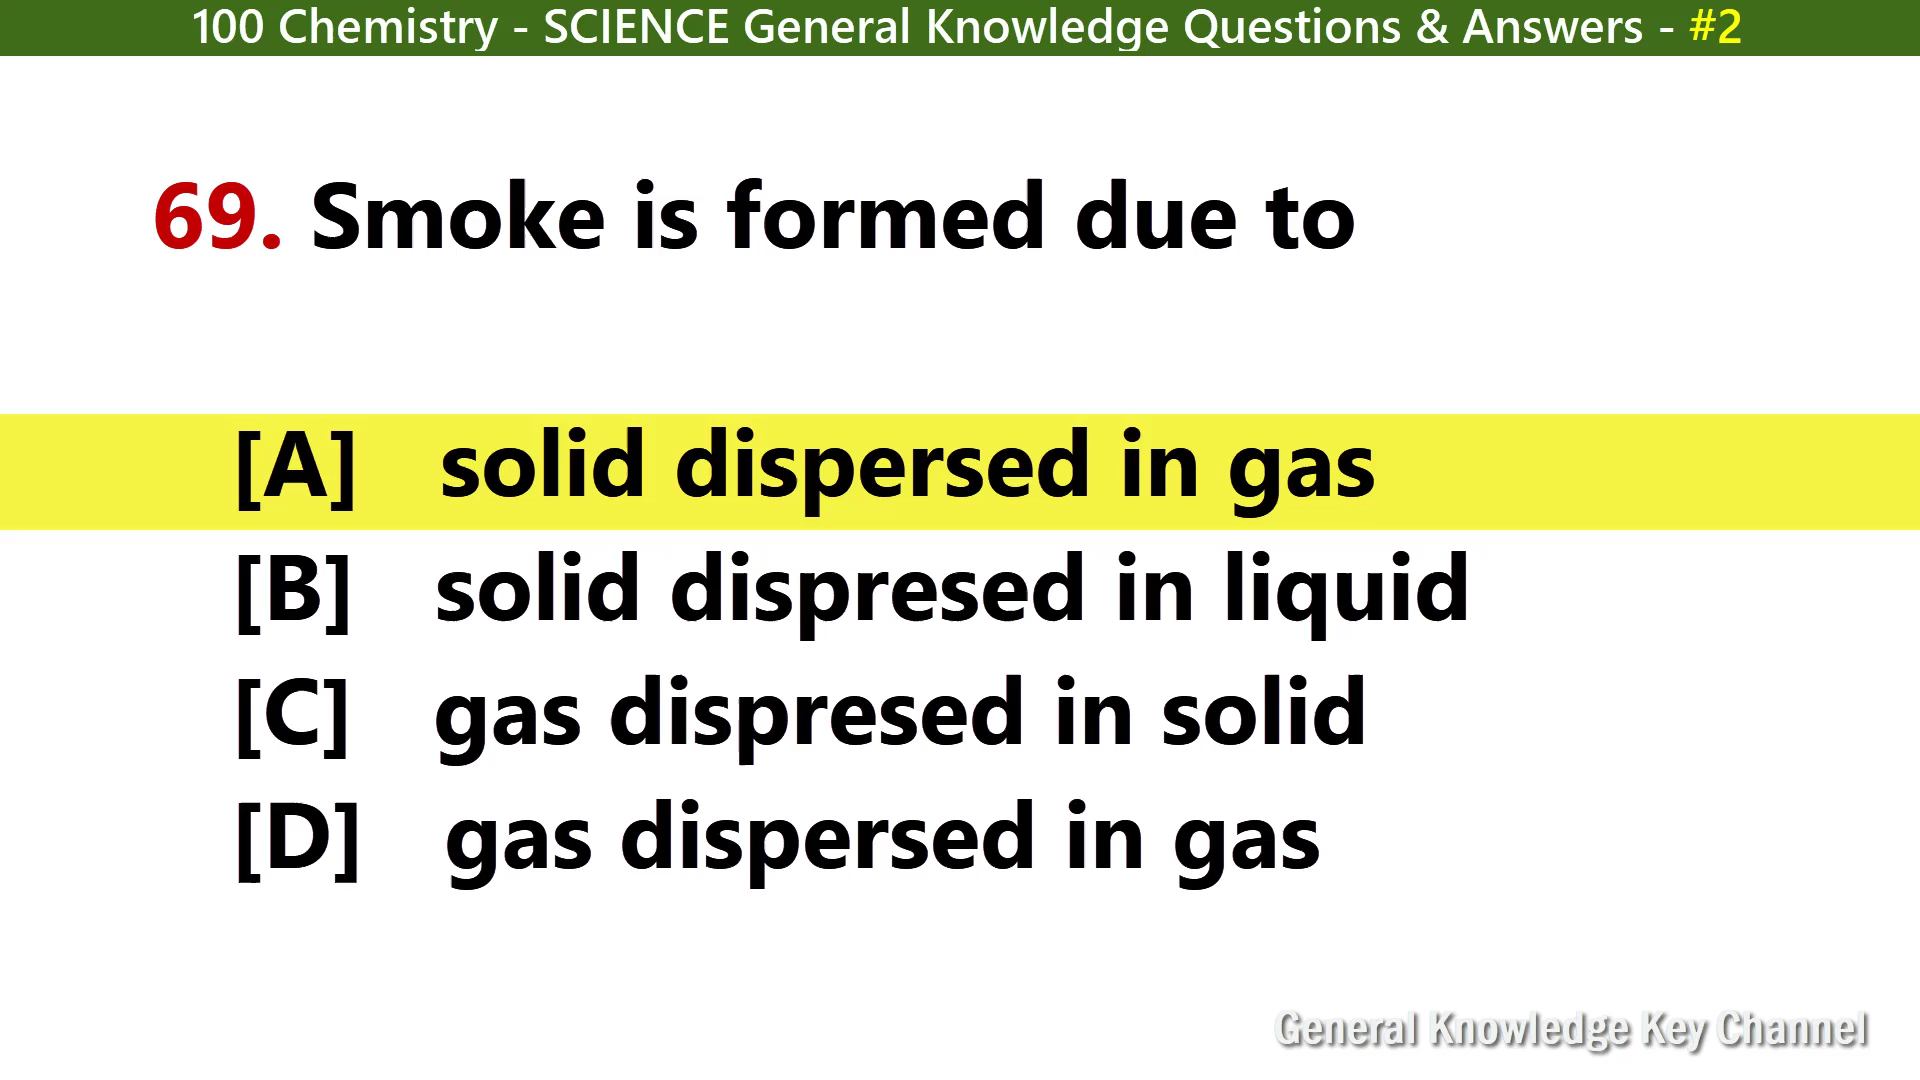 100 Chemistry - SCIENCE General Knowledge Questions & Answers - #2
69. Smoke is formed due to
[A] solid dispersed in gas
[B] solid dispresed in liquid
[C] gas dispresed in solid
[D] gas dispersed in gas
General Knowledge Key Channel